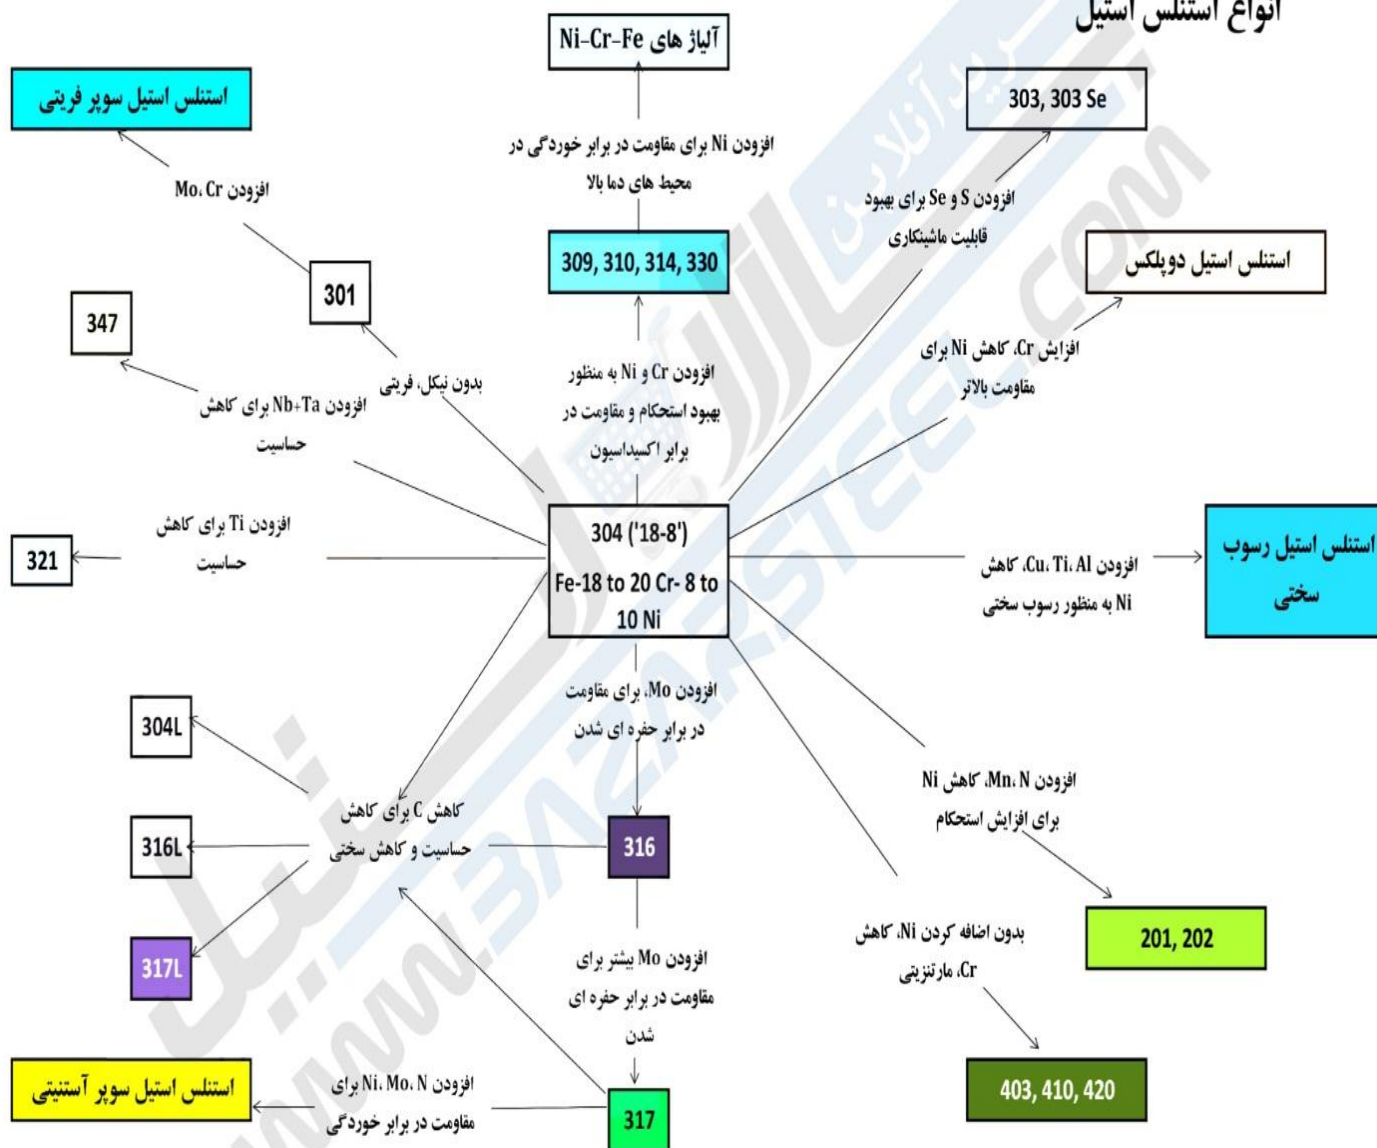 انواع استنلس استیل
آلیاژ های Ni-Cr-Fe
استنلس استیل سوپر فریتی
303, 303 Se
افزودن Ni برای مقاومت در برابر خوردگی در
محیط های دما بالا
افزودن Mo، Cr
افزودن S و Se برای بهبود
قابلیت ماشینکاری
309, 310, 314, 330
استنلس استیل دوپلکس
301
347
افزایش Cr، کاهش Ni برای
مقاومت بالاتر
بدون نیکل، فریتی
افزودن Cr و Ni به منظور
بهبود استحکام و مقاومت در
برابر اکسیداسیون
افزودن Nb+Ta برای کاهش
حساسیت
304 ('18-8')
Fe-18 to 20 Cr- 8 to
10 Ni
افزودن Ti برای کاهش
حساسیت
321
استنلس استیل رسوب
سختی
افزودن Cu، Ti، Al، کاهش
Ni به منظور رسوب سختی
افزودن Mo، برای مقاومت
در برابر حفره ای شدن
304L
316L
317L
کاهش C برای کاهش
حساسیت و کاهش سختی
316
افزودن Mn، N، کاهش Ni
برای افزایش استحکام
201, 202
بدون اضافه کردن Ni، کاهش
Cr، مارتنزیتی
افزودن Mo بیشتر برای
مقاومت در برابر حفره ای
شدن
403, 410, 420
317
افزودن Ni، Mo، N برای
مقاومت در برابر خوردگی
استنلس استیل سوپر آستنیتی
WWW.BAZARSTEEL.COM